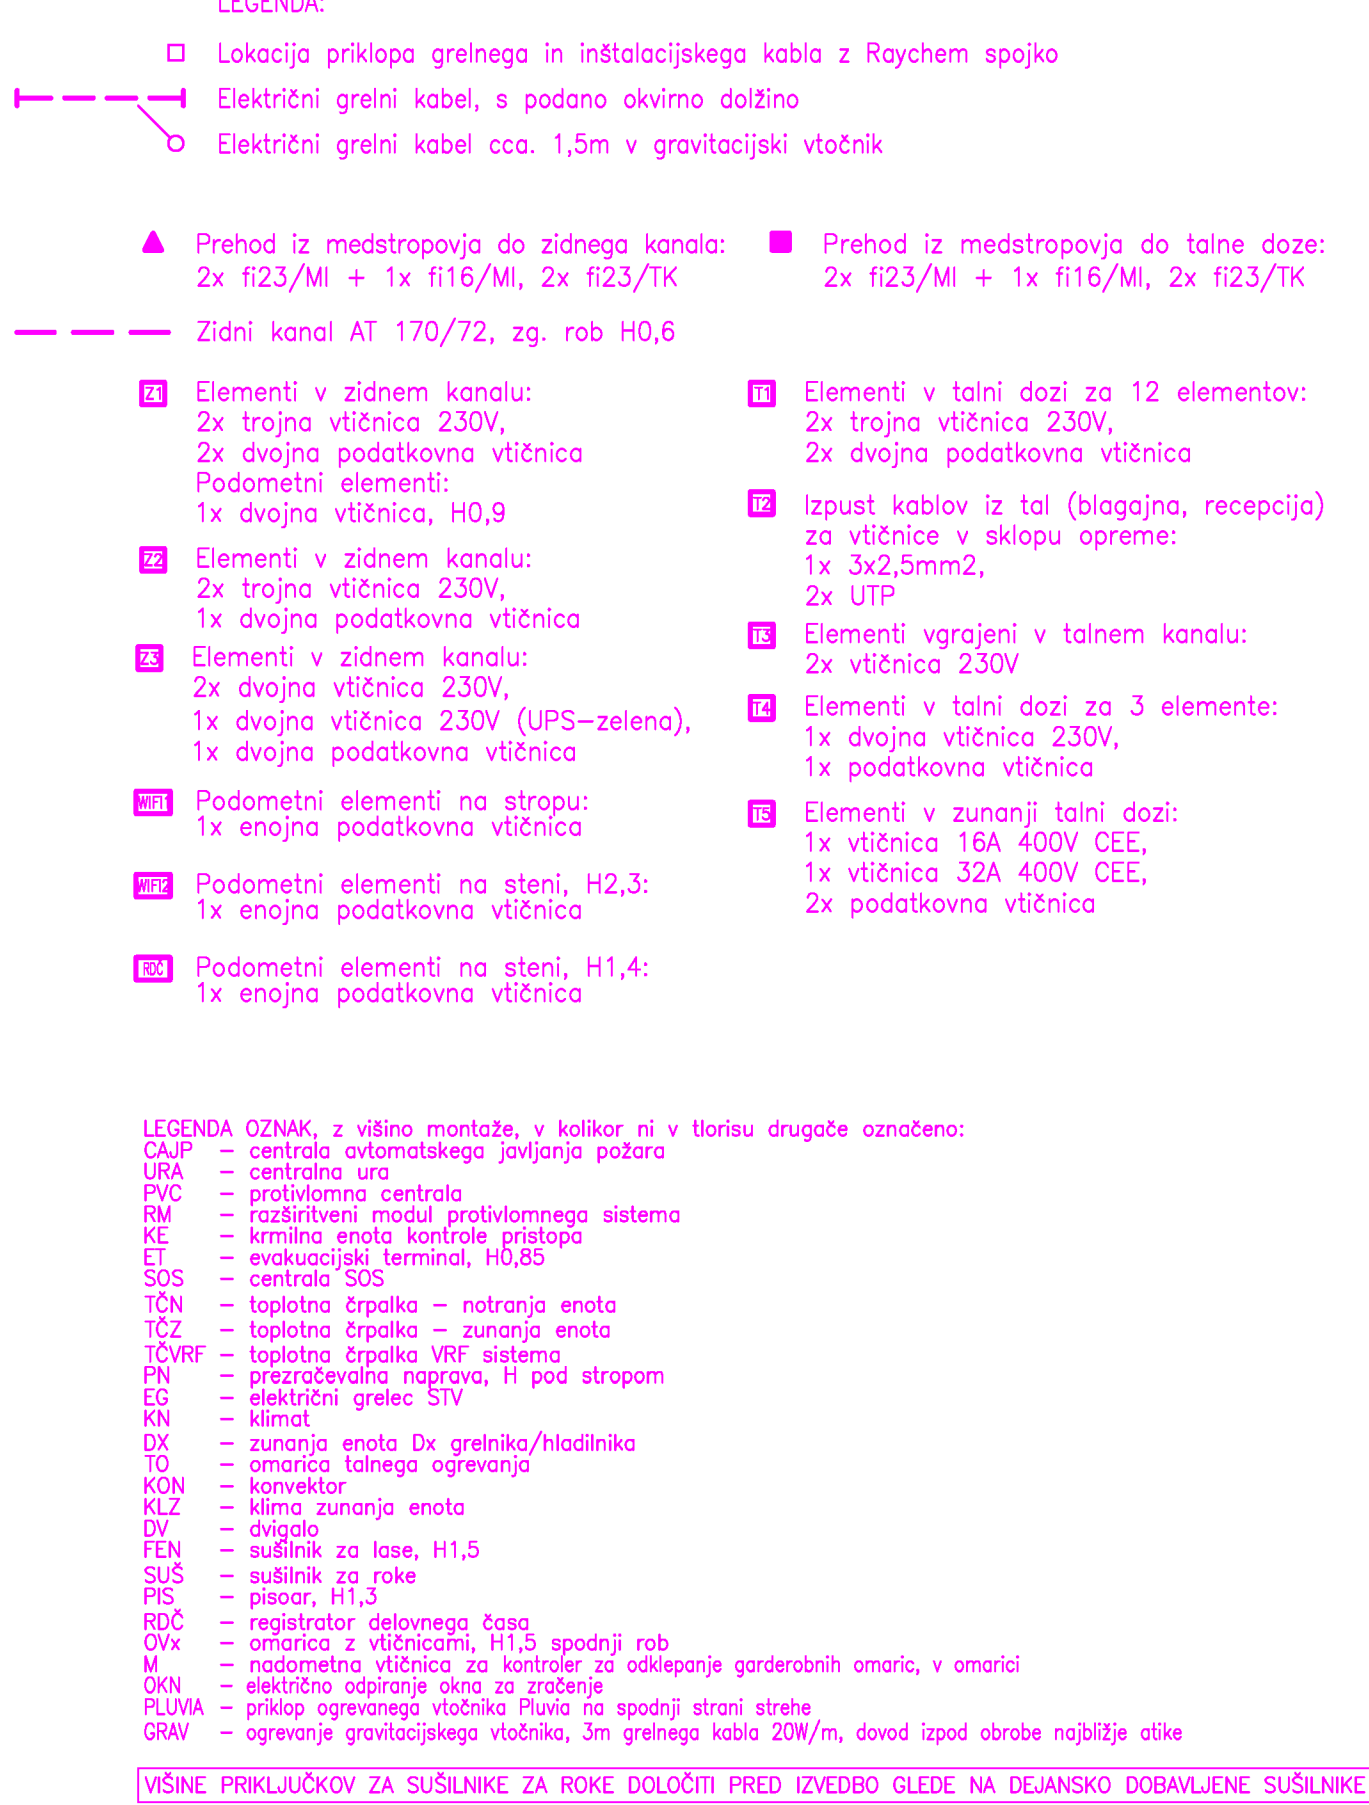 LEGENDA:
Lokacija priklopa grelnega in inštalacijskega kabla z Raychem spojko
Električni grelni kabel, s podano okvirno dolžino
Električni grelni kabel cca. 1,5m v gravitacijski vtočnik
Prehod iz medstropovja do zidnega kanala:
2x fi23/MI + 1x fi16/MI, 2x fi23/TK
Prehod iz medstropovja do talne doze:
2x fi23/MI + 1x fi16/MI, 2x fi23/TK
Zidni kanal AT 170/72, zg. rob H0,6
Z1 Elementi v zidnem kanalu:
2x trojna vtičnica 230V,
2x dvojna podatkovna vtičnica
Podometni elementi:
1x dvojna vtičnica, H0,9
Z2 Elementi v zidnem kanalu:
2x trojna vtičnica 230V,
1x dvojna podatkovna vtičnica
Z3 Elementi v zidnem kanalu:
2x dvojna vtičnica 230V,
1x dvojna vtičnica 230V (UPS-zelena),
1x dvojna podatkovna vtičnica
WIFI1 Podometni elementi na stropu:
1x enojna podatkovna vtičnica
WIFI2 Podometni elementi na steni, H2,3:
1x enojna podatkovna vtičnica
RDČ Podometni elementi na steni, H1,4:
1x enojna podatkovna vtičnica
T1 Elementi v talni dozi za 12 elementov:
2x trojna vtičnica 230V,
2x dvojna podatkovna vtičnica
T2 Izpust kablov iz tal (blagajna, recepcija)
za vtičnice v sklopu opreme:
1x 3x2,5mm2,
2x UTP
T3 Elementi vgrajeni v talnem kanalu:
2x vtičnica 230V
T4 Elementi v talni dozi za 3 elemente:
1x dvojna vtičnica 230V,
1x podatkovna vtičnica
T5 Elementi v zunanji talni dozi:
1x vtičnica 16A 400V CEE,
1x vtičnica 32A 400V CEE,
2x podatkovna vtičnica
LEGENDA OZNAK, z višino montaže, v kolikor ni v tlorisu drugače označeno:
CAJP - centrala avtomatskega javljanja požara
URA - centralna ura
PVC - protivlomna centrala
RM - razširitveni modul protivlomnega sistema
KE - krmilna enota kontrole pristopa
ET - evakuacijski terminal, H0,85
SOS - centrala SOS
TČN - toplotna črpalka - notranja enota
TČZ - toplotna črpalka - zunanja enota
TČVRF - toplotna črpalka VRF sistema
PN - prezračevalna naprava, H pod stropom
EG - električni grelec STV
KN - klimat
DX - zunanja enota Dx grelnika/hladilnika
TO - omarica talnega ogrevanja
KON - konvektor
KLZ - klima zunanja enota
DV - dvigalo
FEN - sušilnik za lase, H1,5
SUŠ - sušilnik za roke
PIS - pisoar, H1,3
RDČ - registrator delovnega časa
OVx - omarica z vtičnicami, H1,5 spodnji rob
M - nadometna vtičnica za kontroler za odklepanje garderobnih omaric, v omarici
OKN - električno odpiranje okna za zračenje
PLUVIA - priklop ogrevanega vtočnika Pluvia na spodnji strani strehe
GRAV - ogrevanje gravitacijskega vtočnika, 3m grelnega kabla 20W/m, dovod izpod obrobe najbližje atike
VIŠINE PRIKLJUČKOV ZA SUŠILNIKE ZA ROKE DOLOČITI PRED IZVEDBO GLEDE NA DEJANSKO DOBAVLJENE SUŠILNIKE